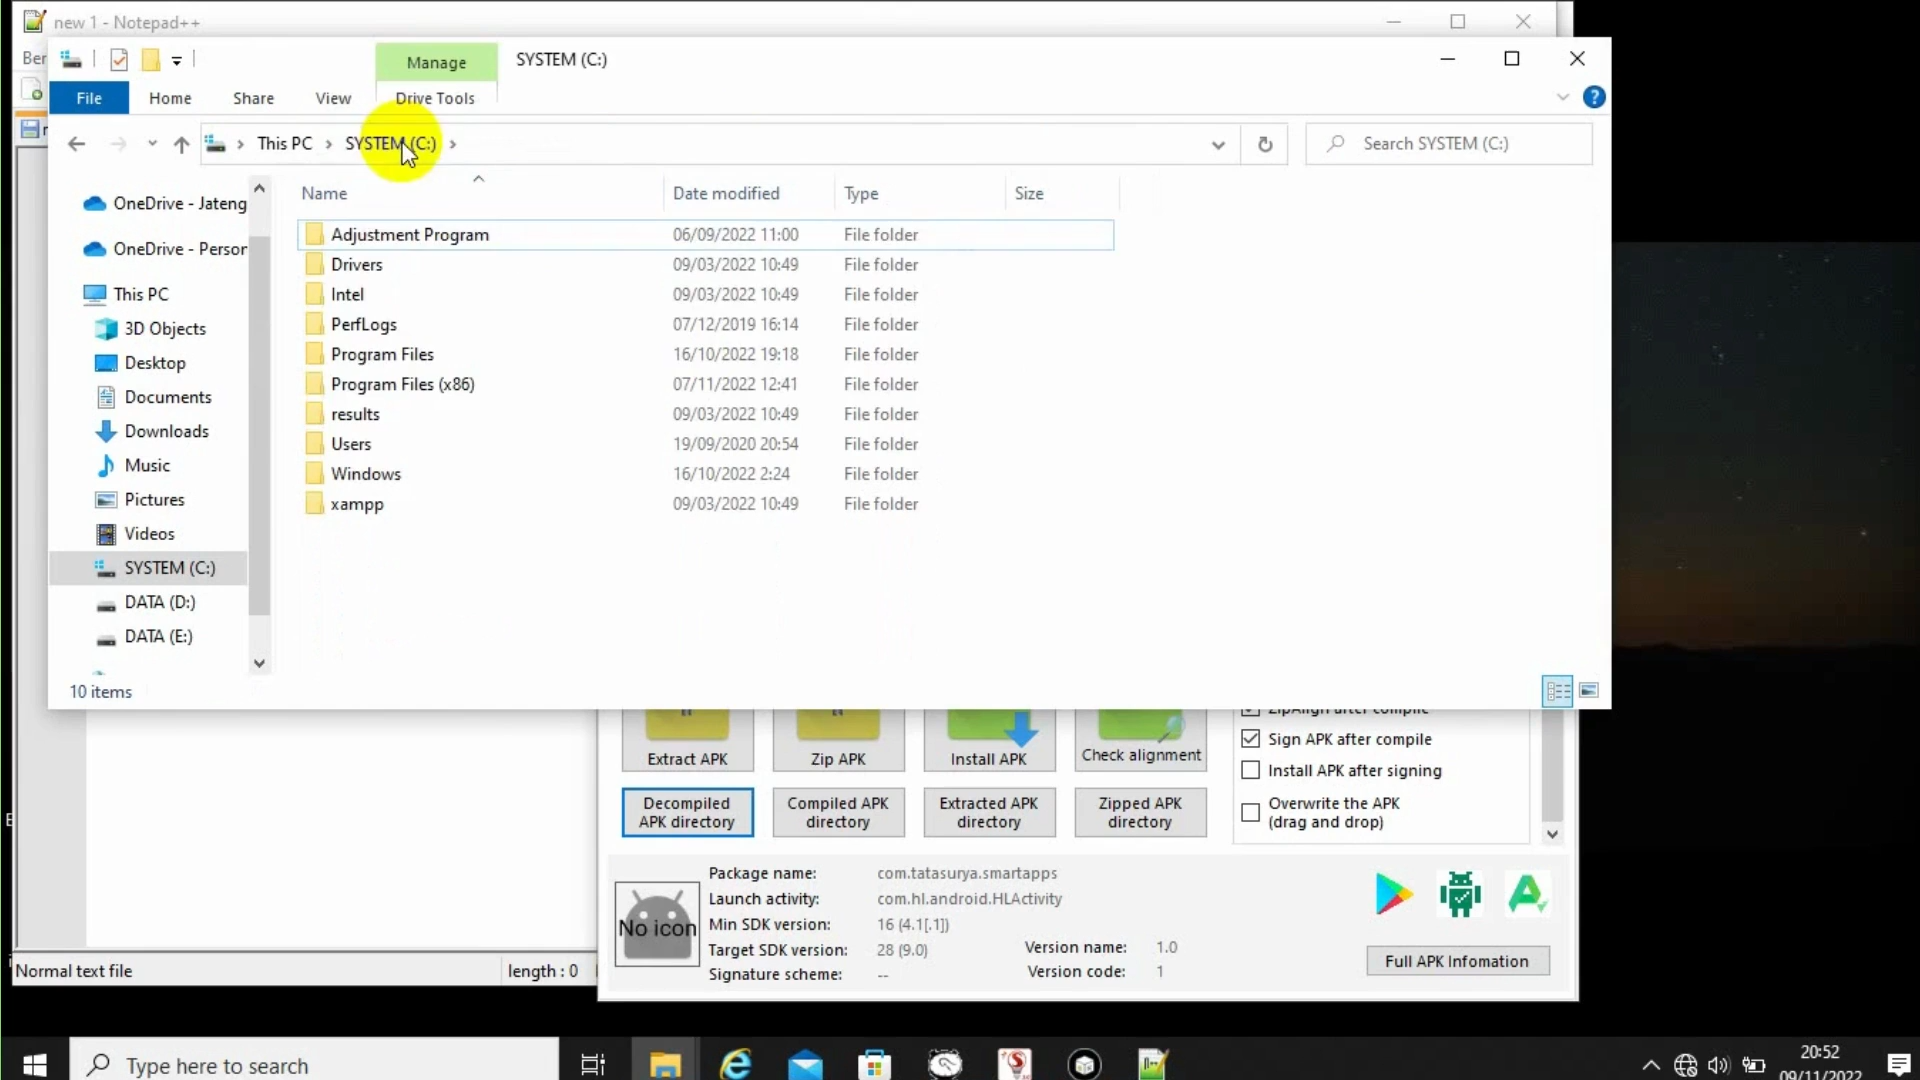 new 1 - Notepad++
Ber
Manage
SYSTEM (C:)
File
Home
Share
View
Drive Tools
This PC
SYSTEM (C:)
Search SYSTEM (C:)
Name
Date modified
Type
Size
OneDrive - Jateng
OneDrive - Person
This PC
3D Objects
Desktop
Documents
Downloads
Music
Pictures
Videos
SYSTEM (C:)
DATA (D:)
DATA (E:)
Adjustment Program 06/09/2022 11:00 File folder
Drivers 09/03/2022 10:49 File folder
Intel 09/03/2022 10:49 File folder
PerfLogs 07/12/2019 16:14 File folder
Program Files 16/10/2022 19:18 File folder
Program Files (x86) 07/11/2022 12:41 File folder
results 09/03/2022 10:49 File folder
Users 19/09/2020 20:54 File folder
Windows 16/10/2022 2:24 File folder
xampp 09/03/2022 10:49 File folder
10 items
Extract APK
Zip APK
Install APK
Check alignment
ZipAlign after compile
Sign APK after compile
Install APK after signing
Overwrite the APK
(drag and drop)
Decompiled
APK directory
Compiled APK
directory
Extracted APK
directory
Zipped APK
directory
No icon
Package name: com.tatasurya.smartapps
Launch activity: com.hl.android.HLActivity
Min SDK version: 16 (4.1[.1])
Target SDK version: 28 (9.0)
Version name: 1.0
Signature scheme: --
Version code: 1
Full APK Infomation
Normal text file
length : 0
Type here to search
20:52
09/11/2022